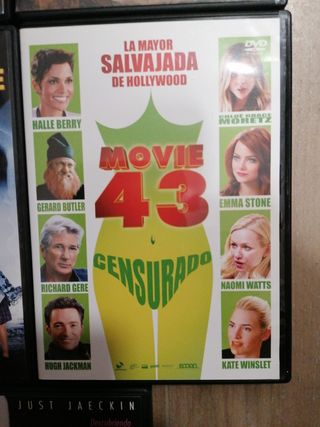 LA MAYOR
SALVAJADA
DE HOLLYWOOD
DVD
HALLE BERRY
CHLOË GRACE
MORETZ
MOVIE
43
GERARD BUTLER
EMMA STONE
CENSURADO
RICHARD GERE
NAOMI WATTS
HUGH JACKMAN
KATE WINSLET
E
JUST JAECKIN
Descubriendo